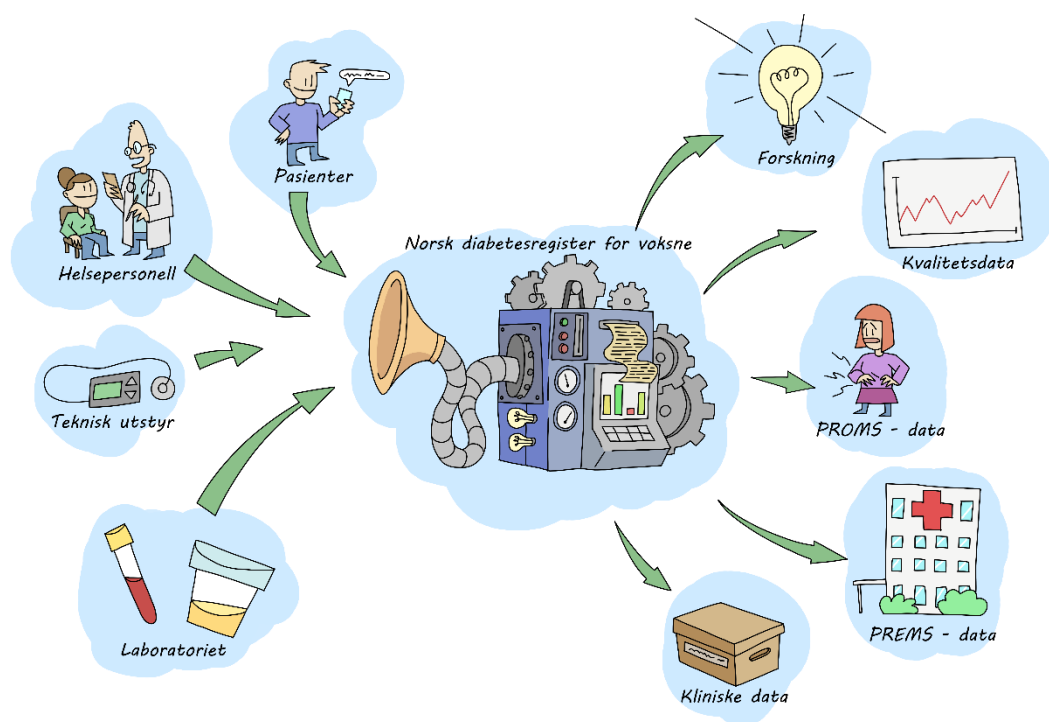 Pasienter
Forskning
Helsepersonell
Norsk diabetesregister for voksne
Kvalitetsdata
Teknisk utstyr
PROMS - data
Laboratoriet
PREMS - data
Kliniske data